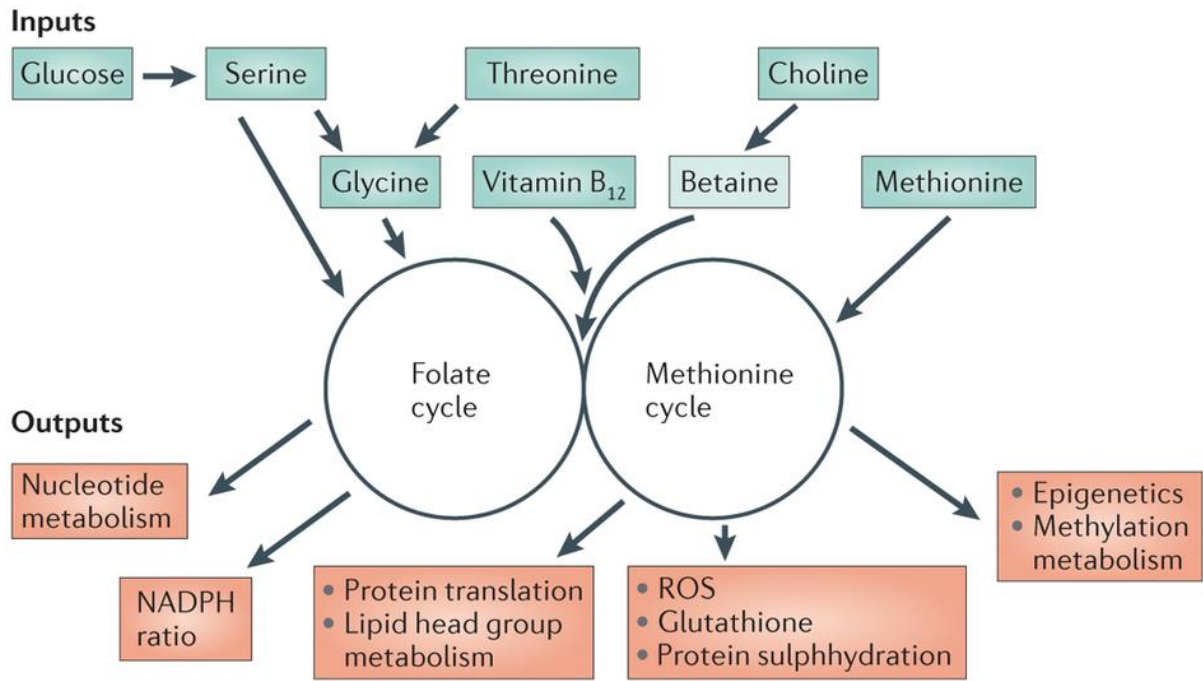 Inputs
Glucose
Serine
Threonine
Choline
Glycine
Vitamin B₁₂
Betaine
Methionine
Folate
cycle
Methionine
cycle
Outputs
Nucleotide
metabolism
NADPH
ratio
• Protein translation
• Lipid head group
metabolism
• ROS
• Glutathione
• Protein sulphhydration
• Epigenetics
• Methylation
metabolism